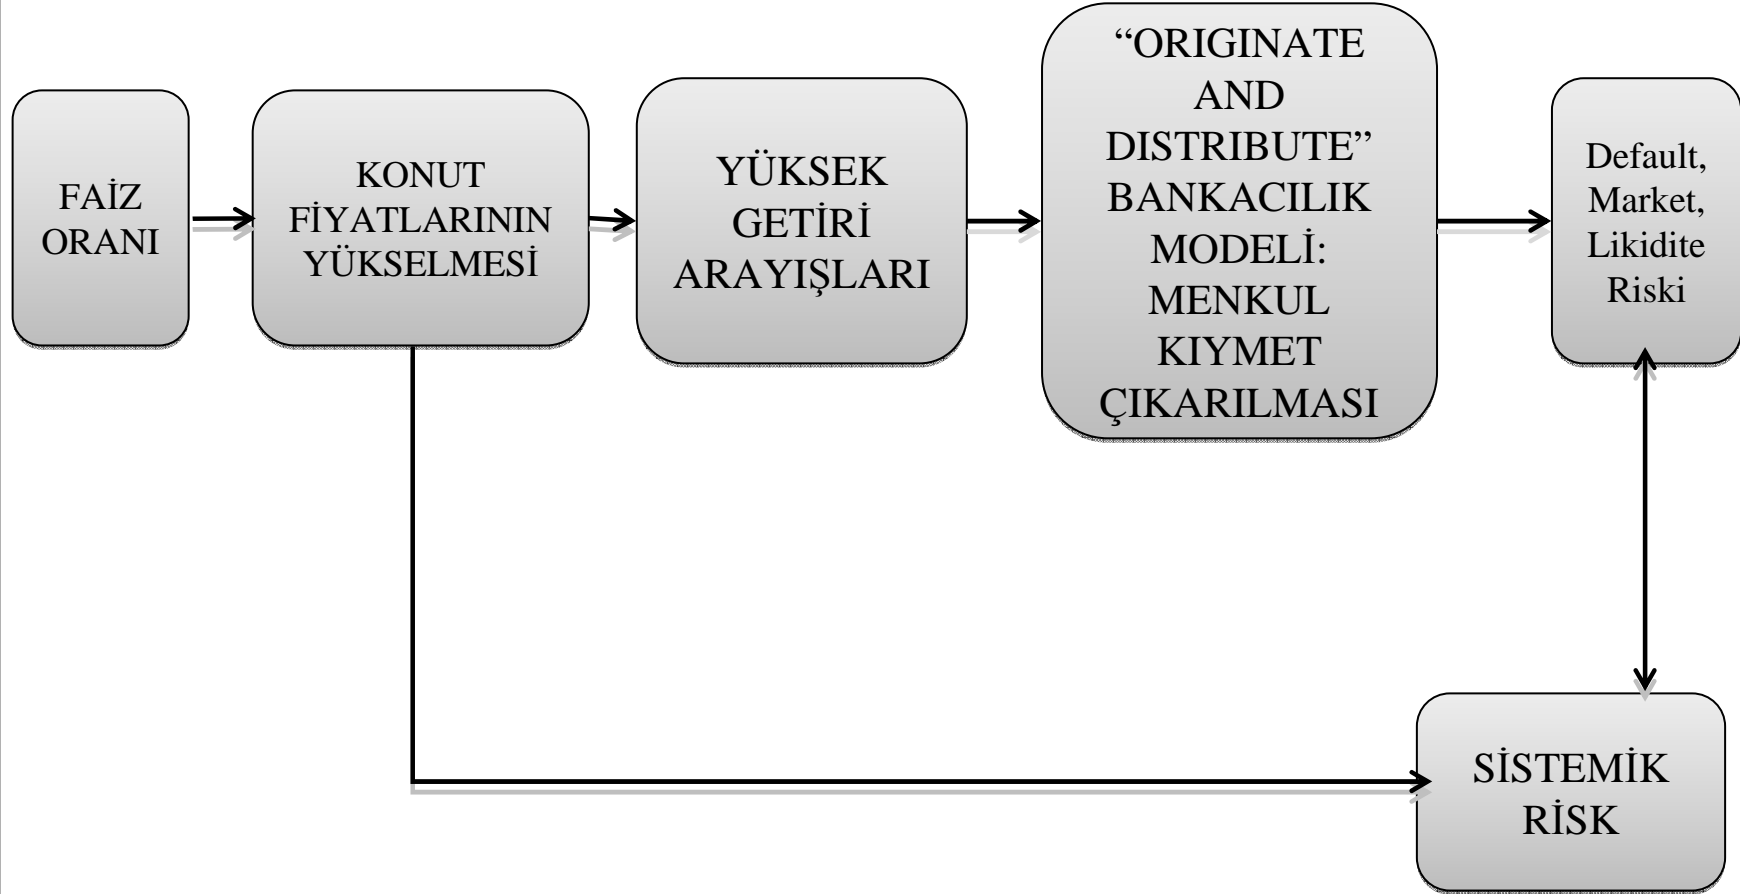 FAİZ
ORANI
KONUT
FİYATLARININ
YÜKSELMESİ
YÜKSEK
GETİRİ
ARAYIŞLARI
“ORIGINATE
AND
DISTRIBUTE”
BANKACILIK
MODELİ:
MENKUL
KIYMET
ÇIKARILMASI
Default,
Market,
Likidite
Riski
SİSTEMİK
RİSK